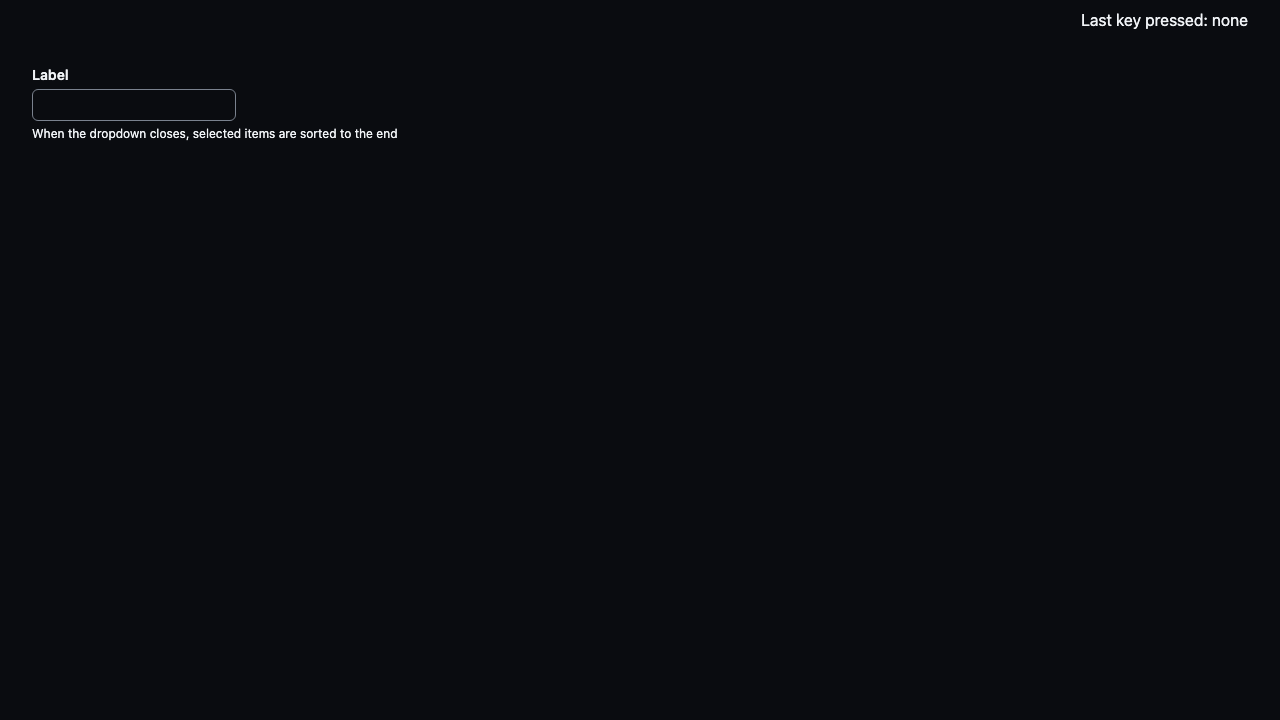 Last key pressed: none
Label
When the dropdown closes, selected items are sorted to the end